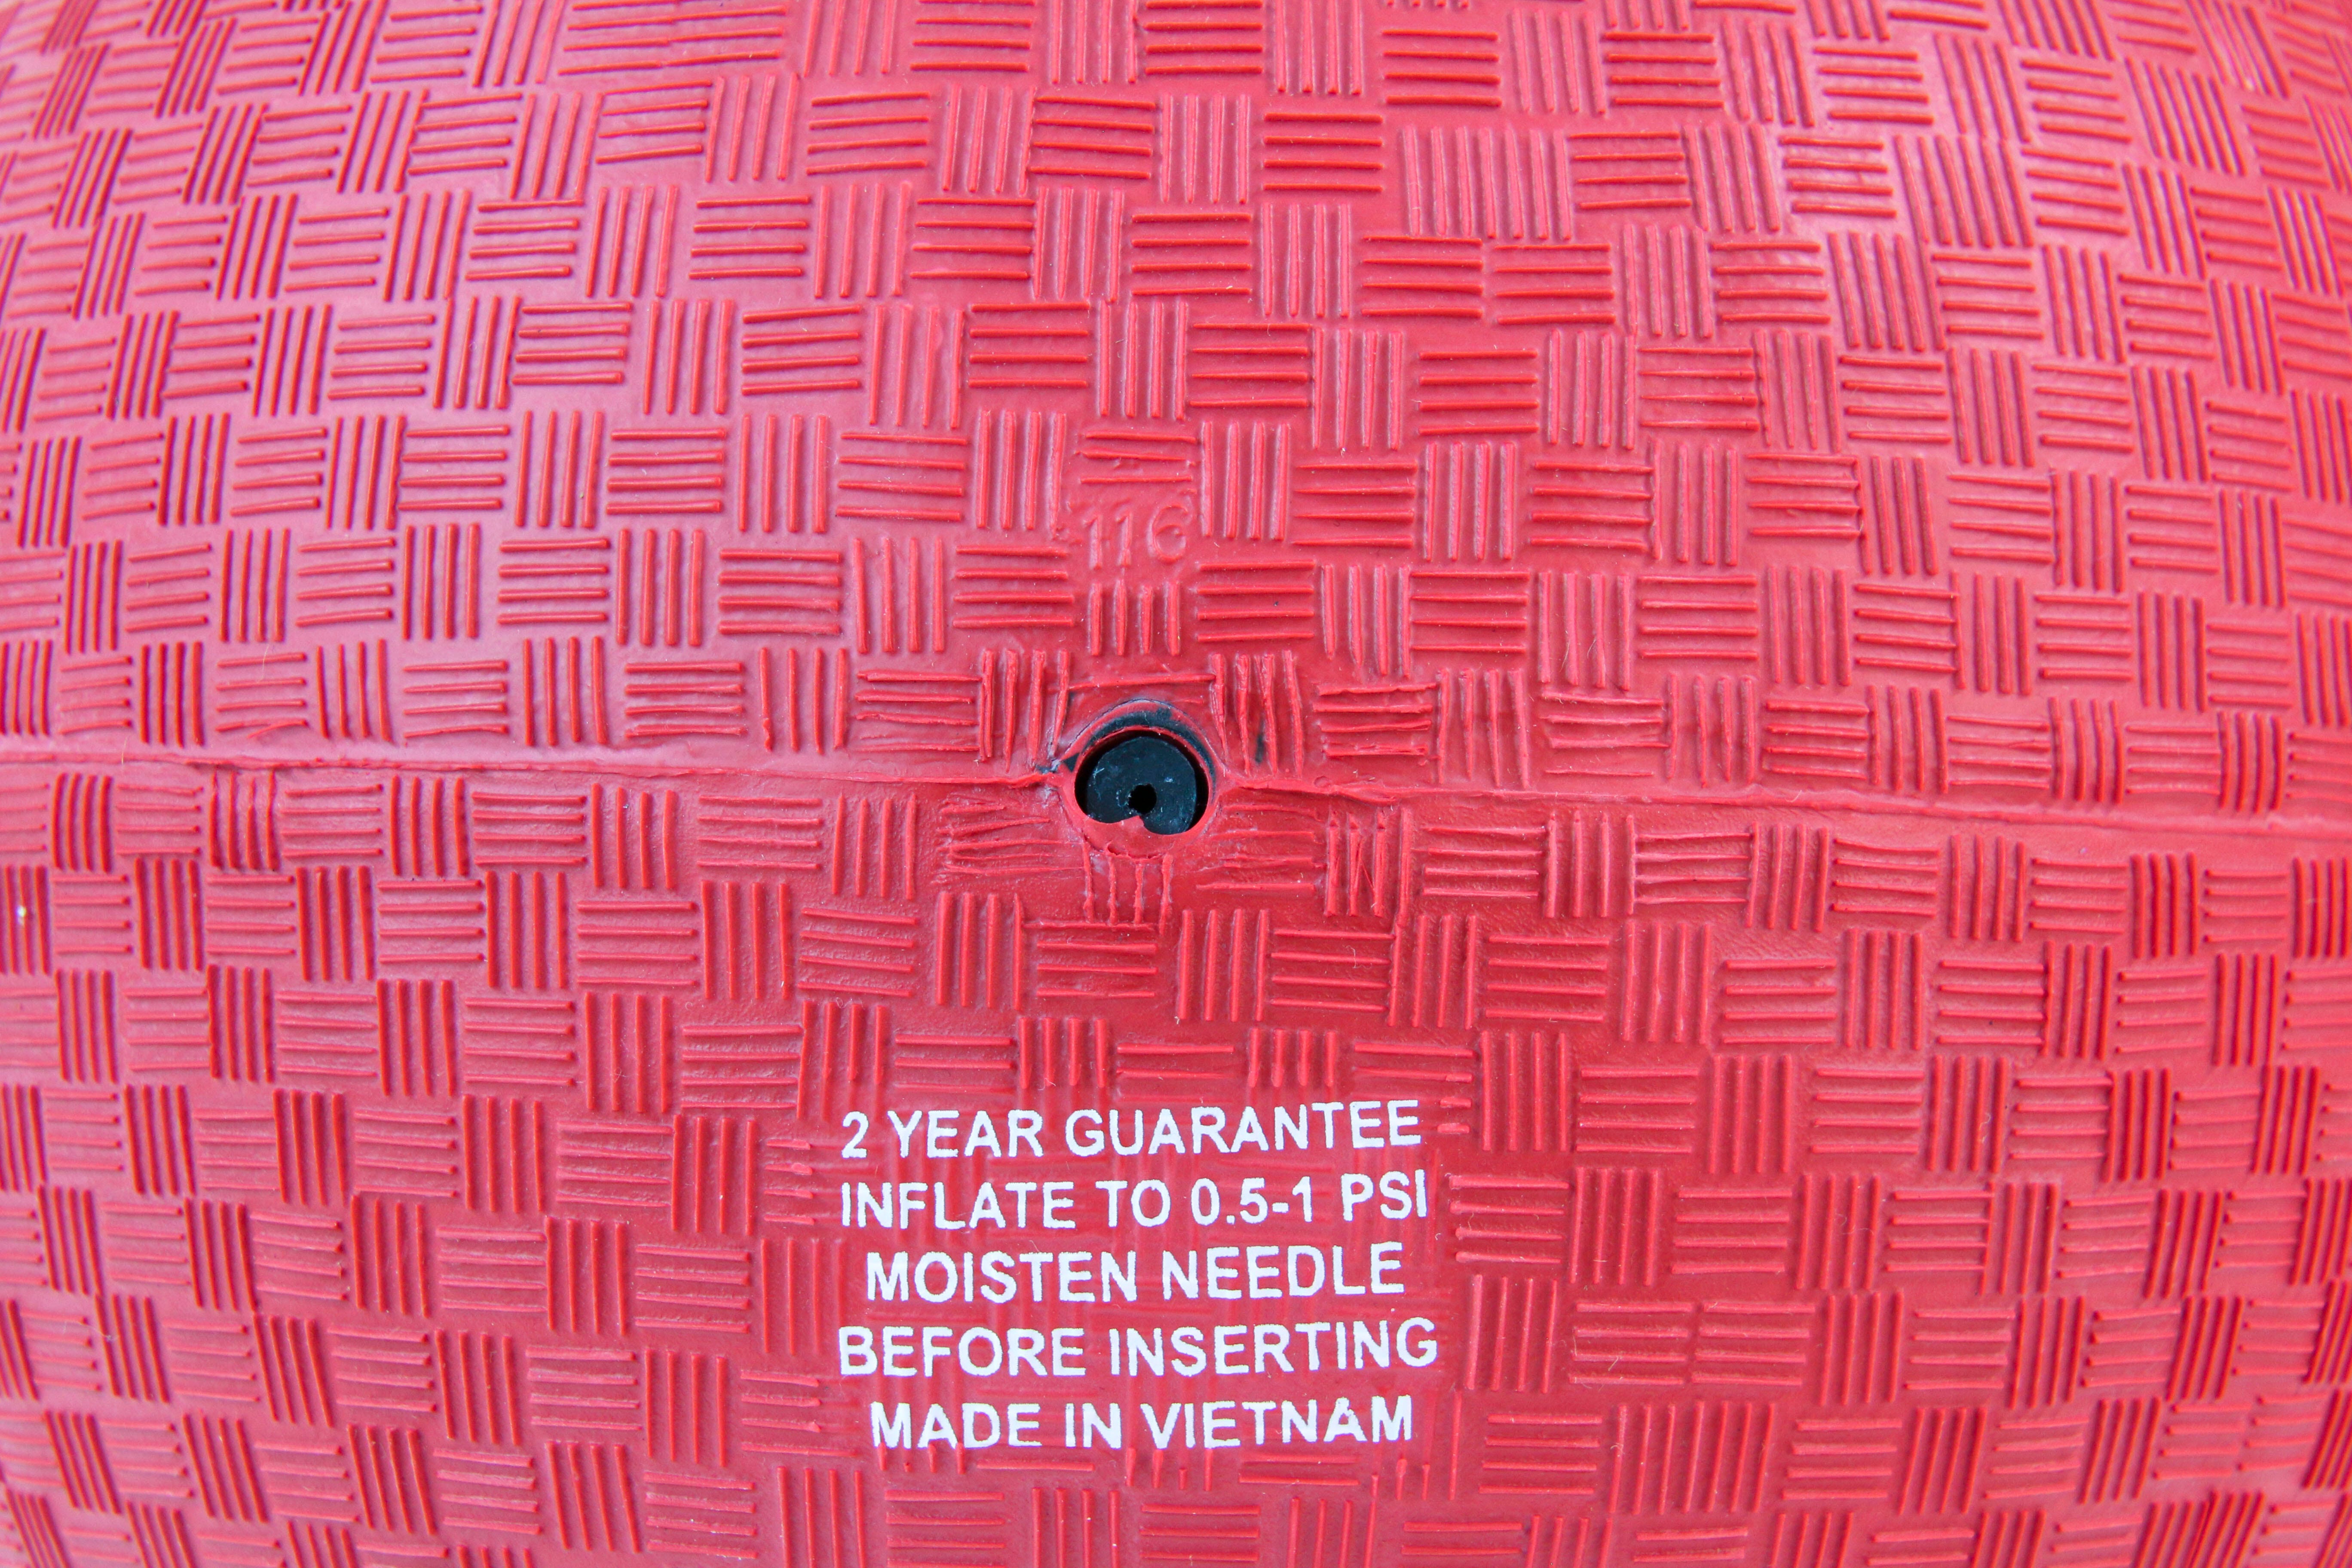 116
2 YEAR GUARANTEE
INFLATE TO 0.5-1 PSI
MOISTEN NEEDLE
BEFORE INSERTING
MADE IN VIETNAM